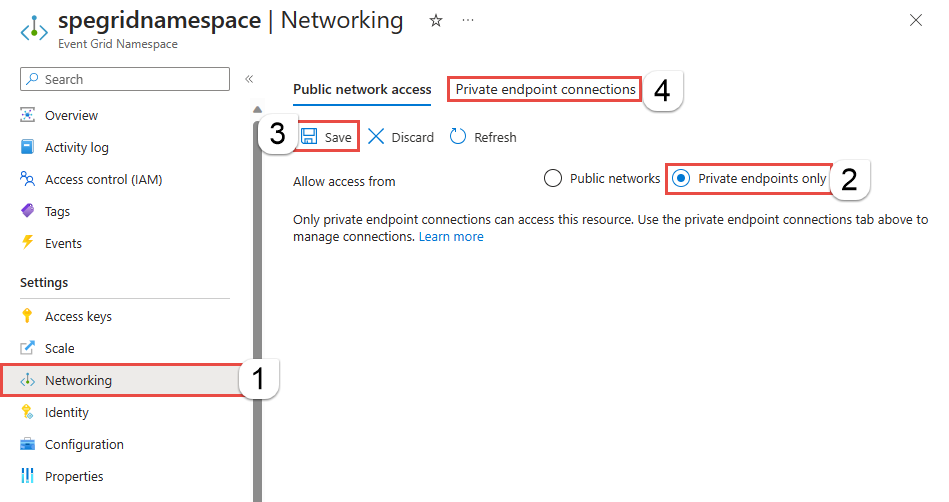 spegridnamespace | Networking ☆ ···
Event Grid Namespace
Search «
Overview
Activity log
Access control (IAM)
Tags
Events
Settings
Access keys
Scale
Networking 1
Identity
Configuration
Properties
Public network access Private endpoint connections 4
3 Save Discard Refresh
Allow access from Public networks Private endpoints only 2
Only private endpoint connections can access this resource. Use the private endpoint connections tab above to
manage connections. Learn more